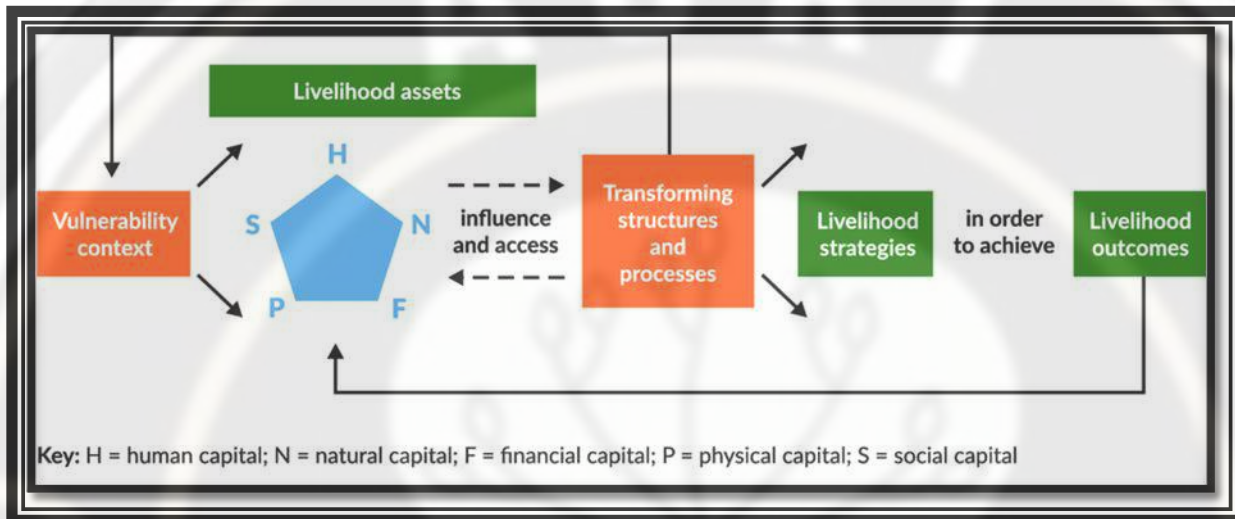 Livelihood assets
H
S
N
P
F
Vulnerability
context
influence
and access
Transforming
structures
and
processes
Livelihood
strategies
in order
to achieve
Livelihood
outcomes
Key: H = human capital; N = natural capital; F = financial capital; P = physical capital; S = social capital